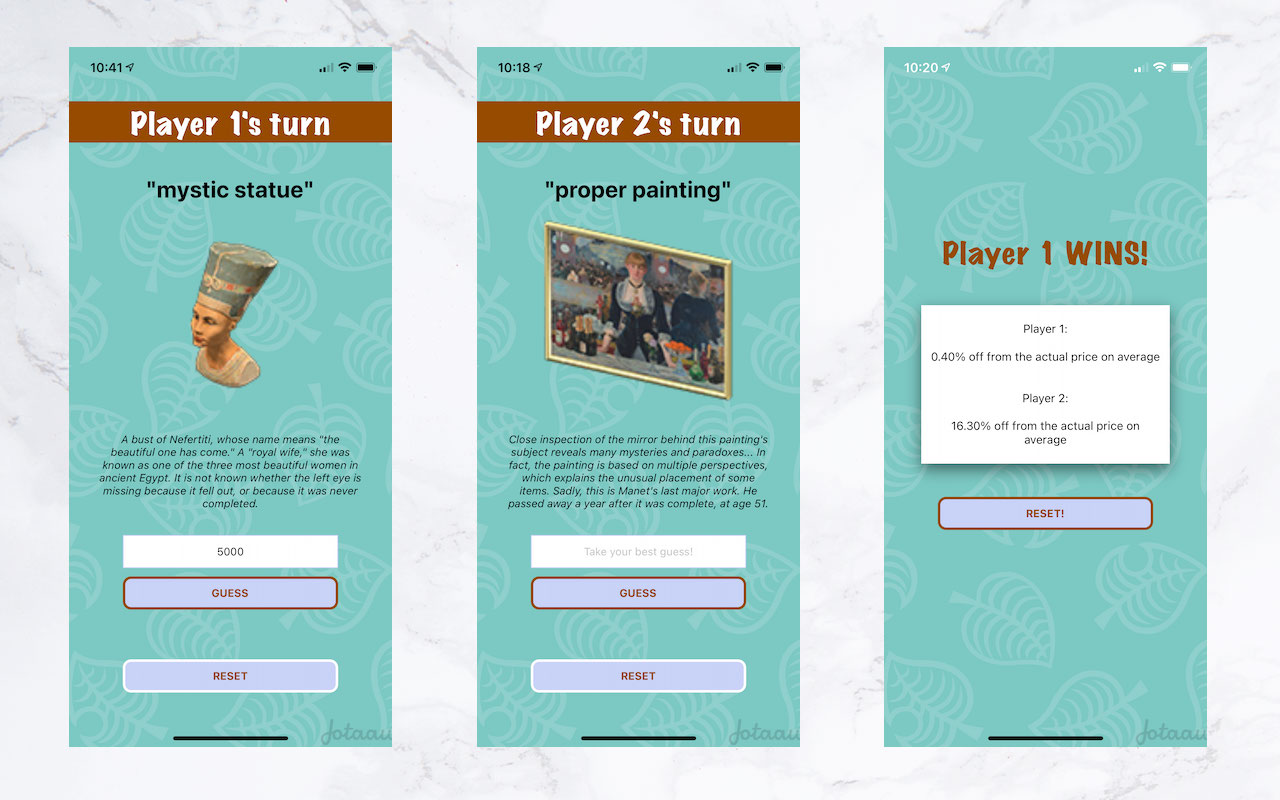 10:41
Player 1's turn
"mystic statue"
A bust of Nefertiti, whose name means "the
beautiful one has come." A "royal wife," she was
known as one of the three most beautiful women in
ancient Egypt. It is not known whether the left eye is
missing because it fell out, or because it was never
completed.
5000
GUESS
RESET
Jotaau
10:18
Player 2's turn
"proper painting"
Close inspection of the mirror behind this painting's
subject reveals many mysteries and paradoxes... In
fact, the painting is based on multiple perspectives,
which explains the unusual placement of some
items. Sadly, this is Manet's last major work. He
passed away a year after it was complete, at age 51.
Take your best guess!
GUESS
RESET
Jotaau
10:20
Player 1 WINS!
Player 1:
0.40% off from the actual price on average
Player 2:
16.30% off from the actual price on
average
RESET!
Jotaau